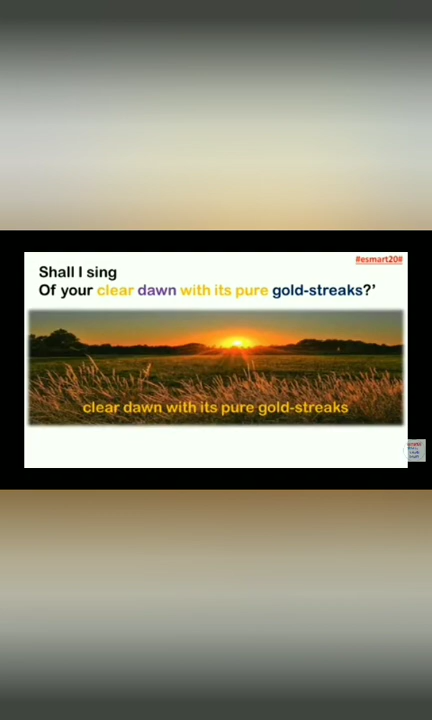 #esmart20#
Shall I sing
Of your clear dawn with its pure gold-streaks?'
clear dawn with its pure gold-streaks